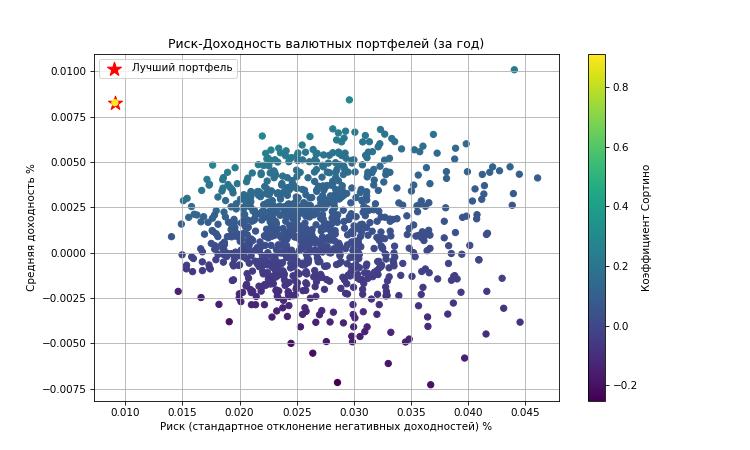 Риск-Доходность валютных портфелей (за год)
Лучший портфель
Средняя доходность %
0.0100
0.0075
0.0050
0.0025
0.0000
−0.0025
−0.0050
−0.0075
0.010 0.015 0.020 0.025 0.030 0.035 0.040 0.045
Риск (стандартное отклонение негативных доходностей) %
0.8
0.6
0.4
0.2
0.0
−0.2
Коэффициент Сортино